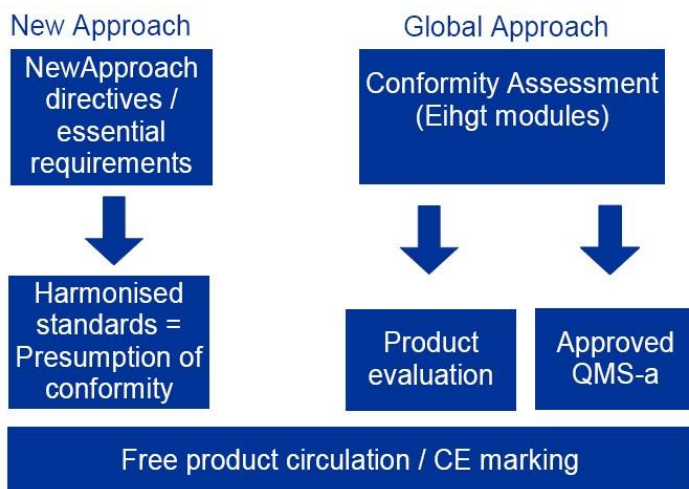 New Approach
NewApproach
directives /
essential
requirements
Harmonised
standards =
Presumption of
conformity
Global Approach
Conformity Assessment
(Eihgt modules)
Product
evaluation
Approved
QMS-a
Free product circulation / CE marking